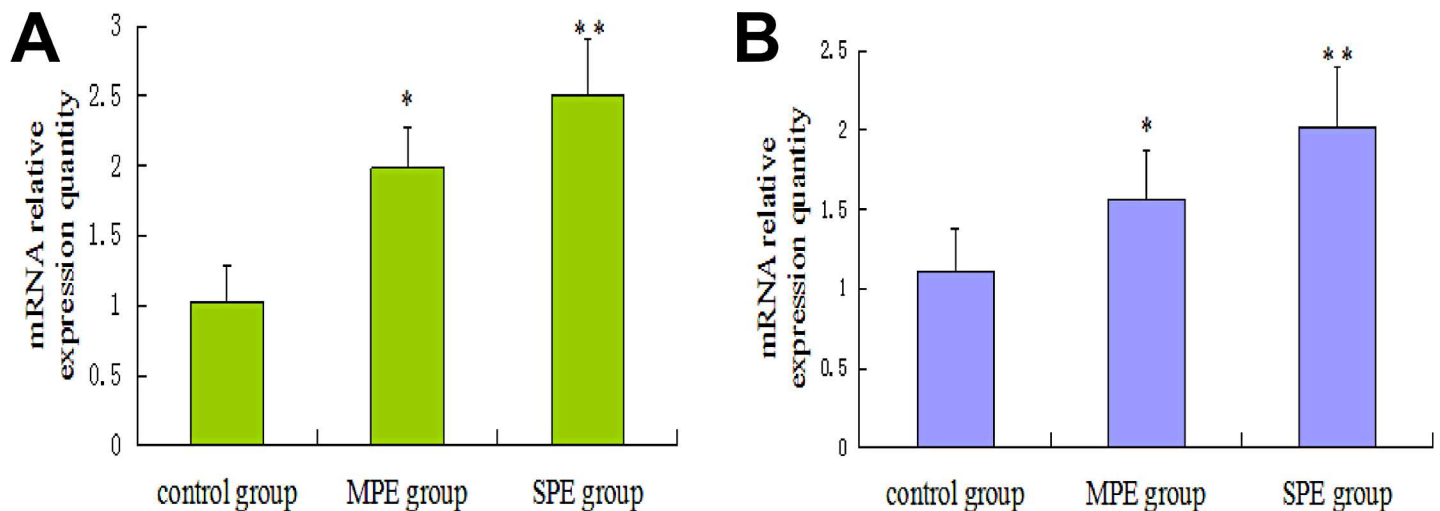 A
mRNA relative
expression quantity
3
2.5
2
1.5
1
0.5
0
*
**
control group
MPE group
SPE group
B
mRNA relative
expression quantity
2.5
2
1.5
1
0.5
0
*
**
control group
MPE group
SPE group